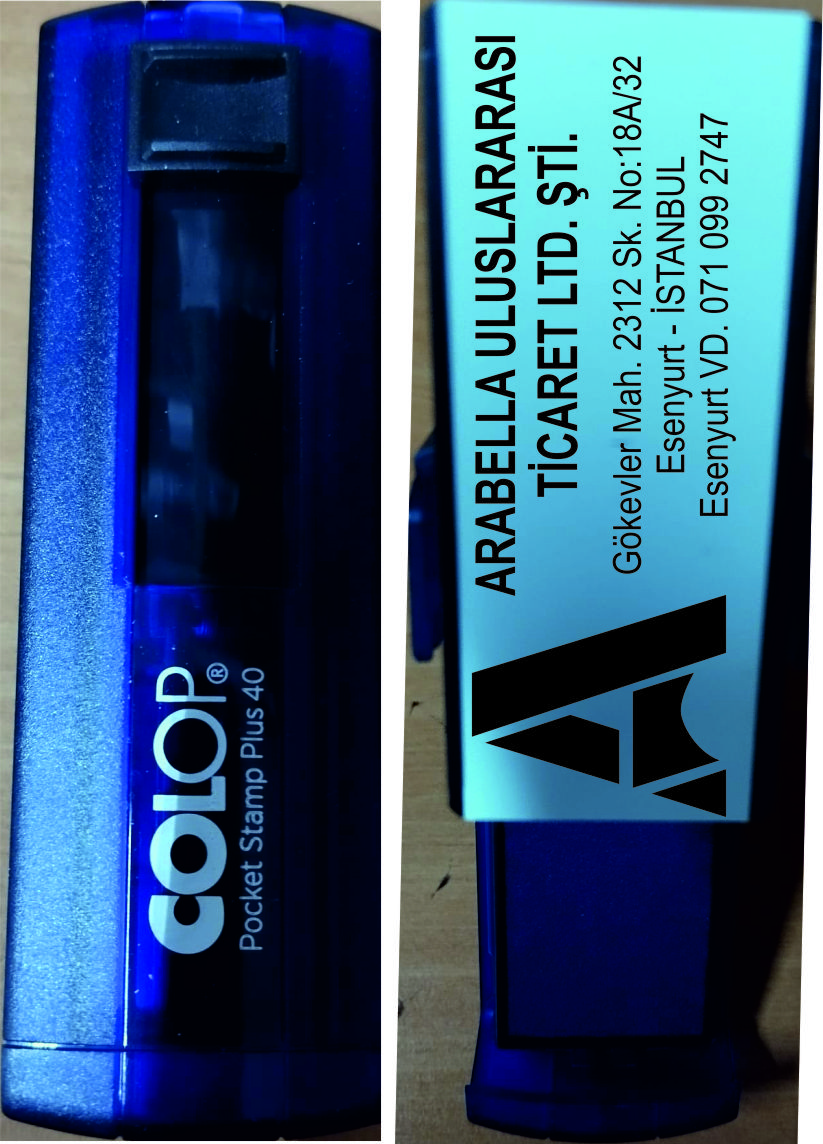 COLOP®
Pocket Stamp Plus 40
ARABELLA ULUSLARARASI
TİCARET LTD. ŞTİ.
Gökevler Mah. 2312 Sk. No:18A/32
Esenyurt - İSTANBUL
Esenyurt VD. 071 099 2747